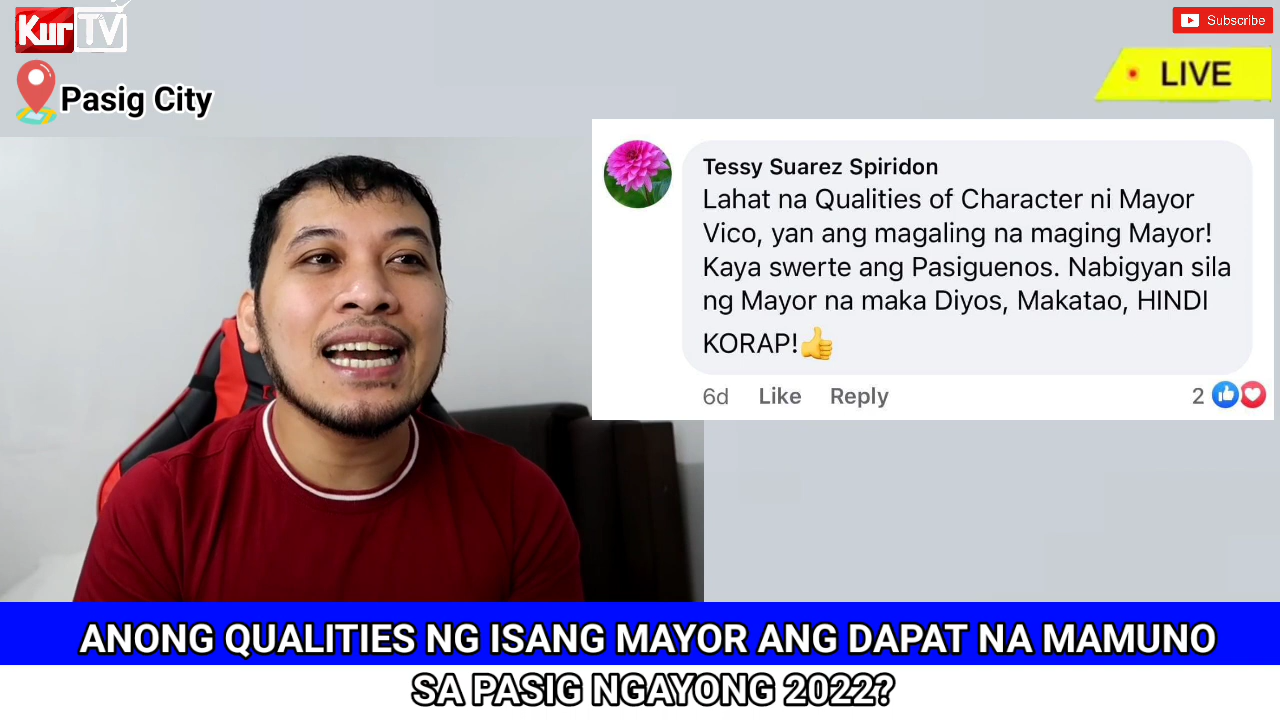 Kur TV
Subscribe
Pasig City
LIVE
Tessy Suarez Spiridon
Lahat na Qualities of Character ni Mayor
Vico, yan ang magaling na maging Mayor!
Kaya swerte ang Pasiguenos. Nabigyan sila
ng Mayor na maka Diyos, Makatao, HINDI
KORAP!👍
6d Like Reply 2
ANONG QUALITIES NG ISANG MAYOR ANG DAPAT NA MAMUNO
SA PASIG NGAYONG 2022?